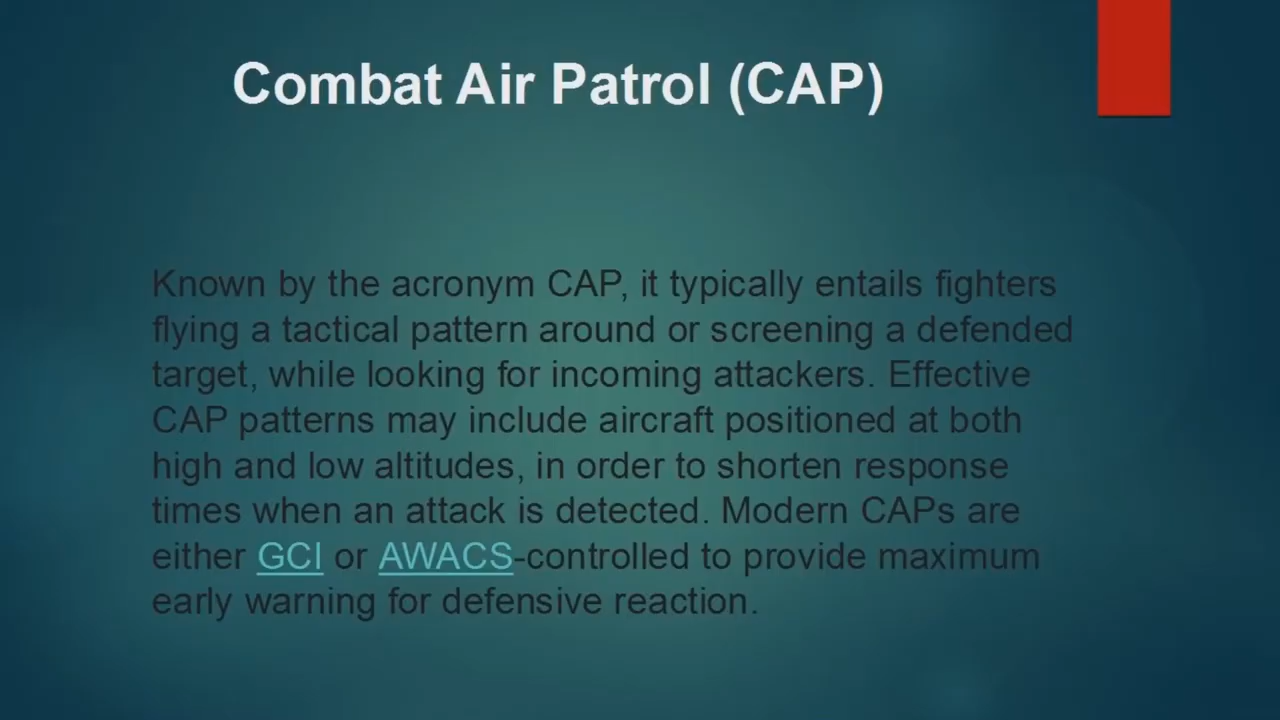 Combat Air Patrol (CAP)
Known by the acronym CAP, it typically entails fighters
flying a tactical pattern around or screening a defended
target, while looking for incoming attackers. Effective
CAP patterns may include aircraft positioned at both
high and low altitudes, in order to shorten response
times when an attack is detected. Modern CAPs are
either GCI or AWACS-controlled to provide maximum
early warning for defensive reaction.